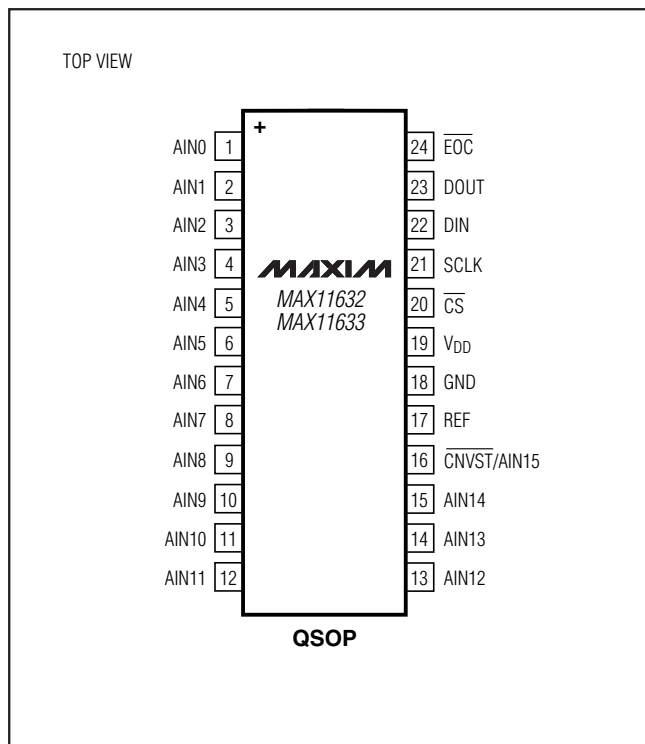 TOP VIEW
+
AIN0 1
AIN1 2
AIN2 3
AIN3 4
AIN4 5
AIN5 6
AIN6 7
AIN7 8
AIN8 9
AIN9 10
AIN10 11
AIN11 12
MAXIM
MAX11632
MAX11633
24 EOC
23 DOUT
22 DIN
21 SCLK
20 CS
19 VDD
18 GND
17 REF
16 CNVST/AIN15
15 AIN14
14 AIN13
13 AIN12
QSOP